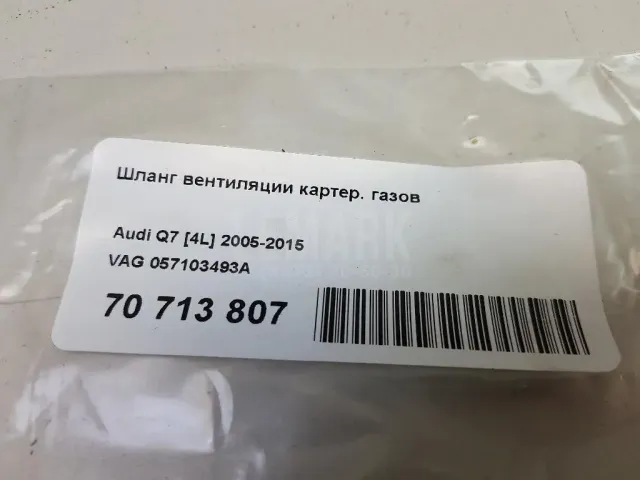 Шланг вентиляции картер. газов
Audi Q7 [4L] 2005-2015
VAG 057103493A
70 713 807